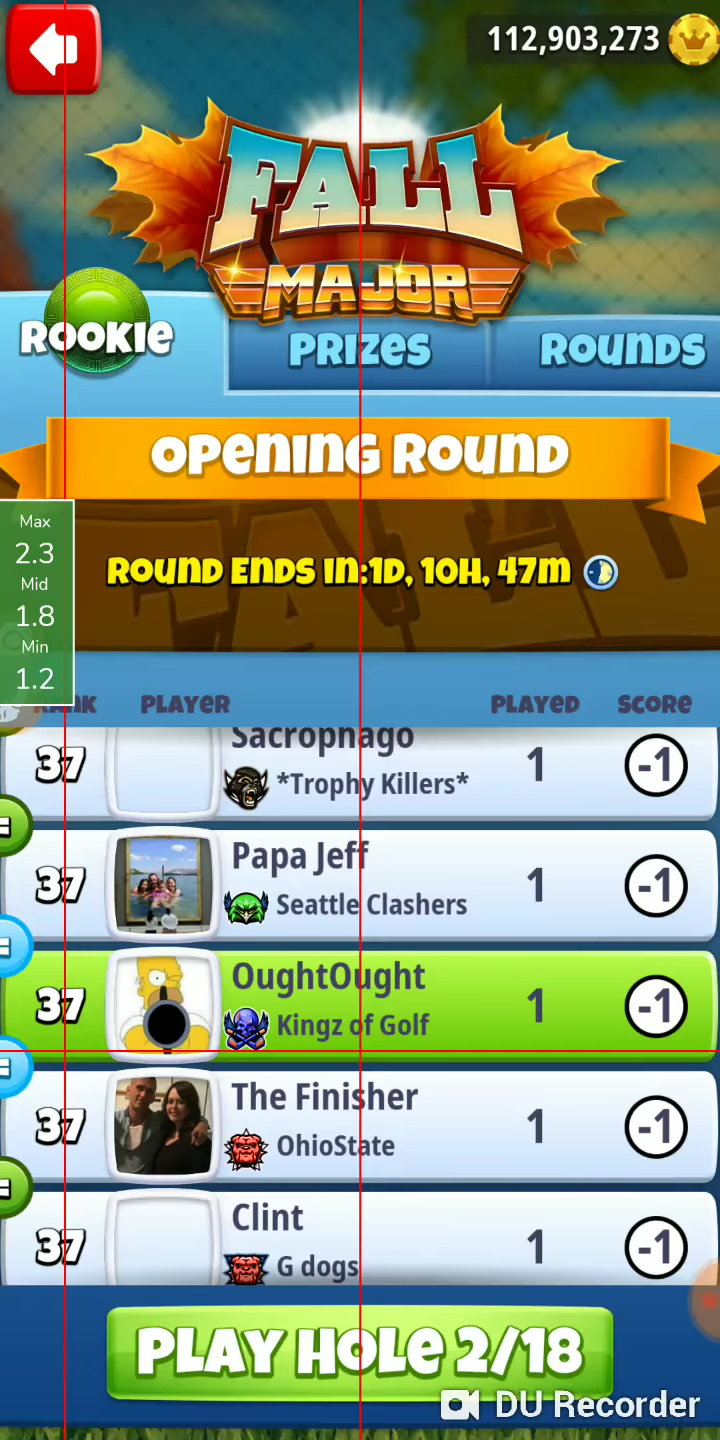 112,903,273
FALL
MAJOR
ROOKIE
PRIZES
ROUNDS
OPENING ROUND
Max
2.3
Mid
1.8
Min
1.2
ROUND ENDS IN:1D, 10H, 47M
RANK PLAYER PLAYED SCORE
37 Sacrophago 1 -1
*Trophy Killers*
37 Papa Jeff 1 -1
Seattle Clashers
37 OughtOught 1 -1
Kingz of Golf
37 The Finisher 1 -1
OhioState
37 Clint 1 -1
G dogs
PLAY HOLE 2/18
DU Recorder